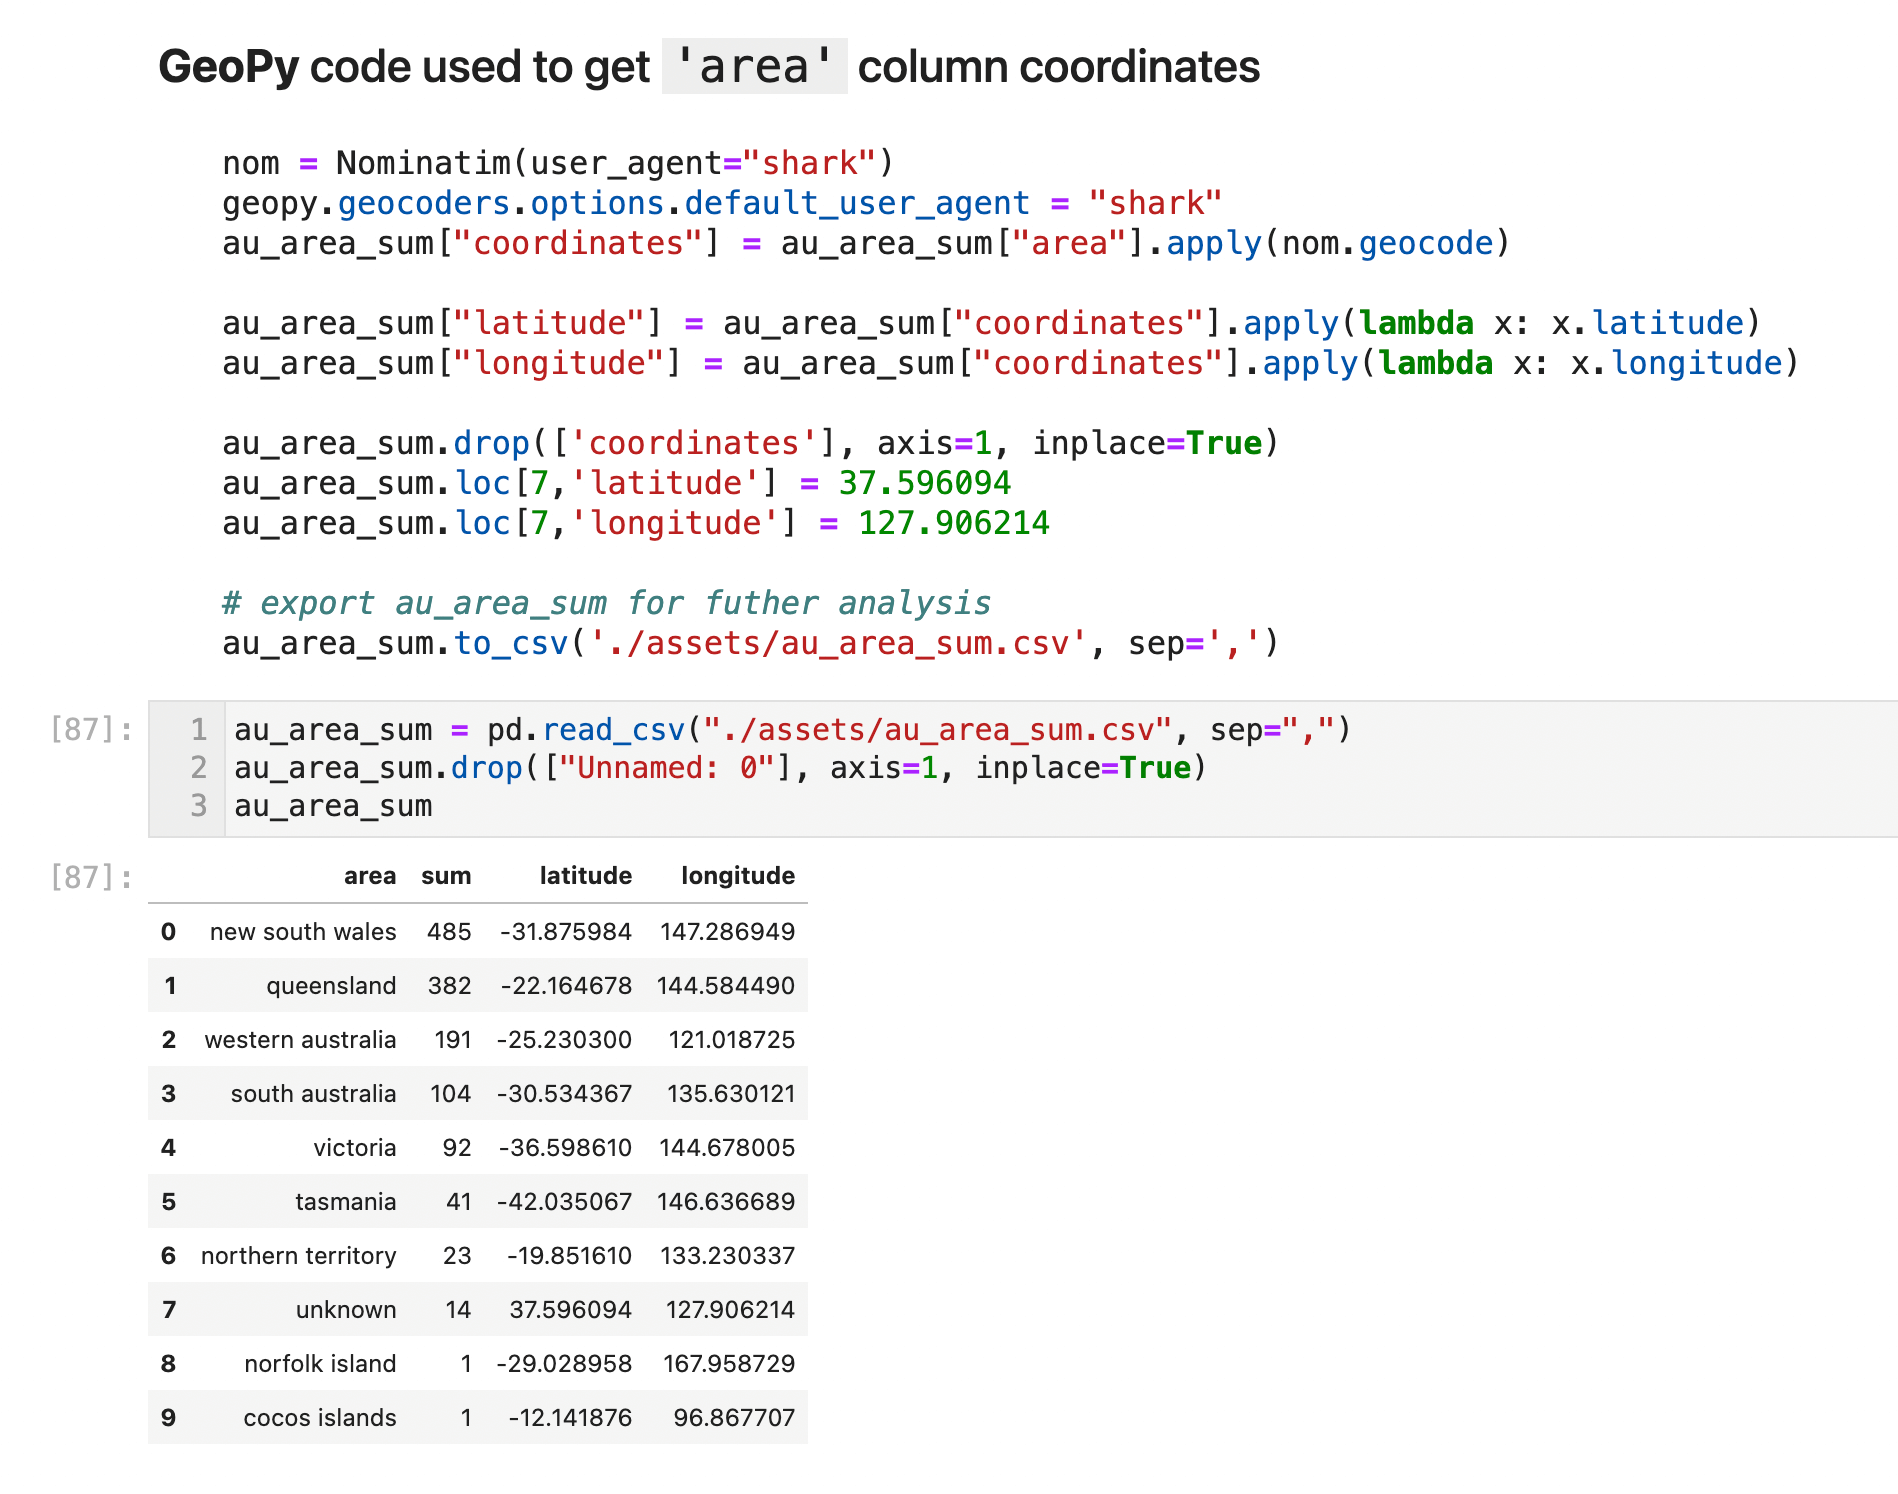 GeoPy code used to get 'area' column coordinates
nom = Nominatim(user_agent="shark")
geopy.geocoders.options.default_user_agent = "shark"
au_area_sum["coordinates"] = au_area_sum["area"].apply(nom.geocode)
au_area_sum["latitude"] = au_area_sum["coordinates"].apply(lambda x: x.latitude)
au_area_sum["longitude"] = au_area_sum["coordinates"].apply(lambda x: x.longitude)
au_area_sum.drop(['coordinates'], axis=1, inplace=True)
au_area_sum.loc[7,'latitude'] = 37.596094
au_area_sum.loc[7,'longitude'] = 127.906214
# export au_area_sum for futher analysis
au_area_sum.to_csv('./assets/au_area_sum.csv', sep=',')
[87]: 1 au_area_sum = pd.read_csv("./assets/au_area_sum.csv", sep=",")
2 au_area_sum.drop(["Unnamed: 0"], axis=1, inplace=True)
3 au_area_sum
[87]: area sum latitude longitude
0 new south wales 485 -31.875984 147.286949
1 queensland 382 -22.164678 144.584490
2 western australia 191 -25.230300 121.018725
3 south australia 104 -30.534367 135.630121
4 victoria 92 -36.598610 144.678005
5 tasmania 41 -42.035067 146.636689
6 northern territory 23 -19.851610 133.230337
7 unknown 14 37.596094 127.906214
8 norfolk island 1 -29.028958 167.958729
9 cocos islands 1 -12.141876 96.867707